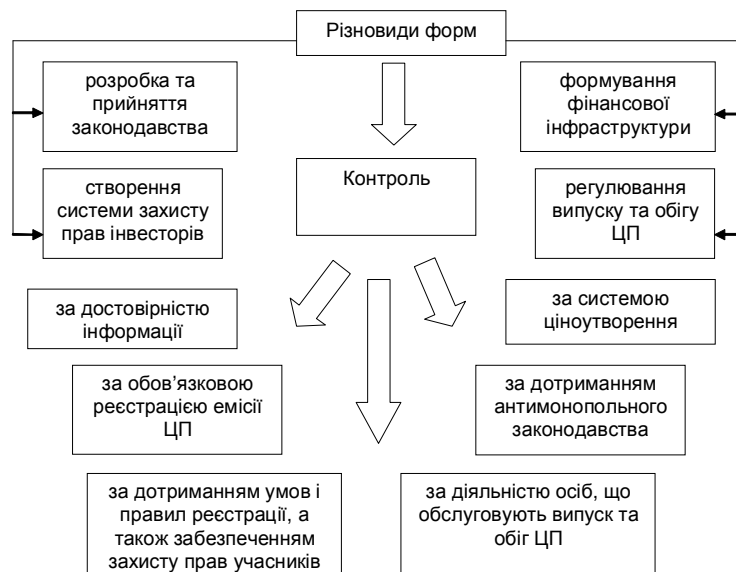 Різновиди форм
розробка та
прийняття
законодавства
формування
фінансової
інфраструктури
створення
системи захисту
прав інвесторів
Контроль
регулювання
випуску та обігу
ЦП
за достовірністю
інформації
за системою
ціноутворення
за обов’язковою
реєстрацією емісії
ЦП
за дотриманням
антимонопольного
законодавства
за дотриманням умов і
правил реєстрації, а
також забезпеченням
захисту прав учасників
за діяльністю осіб, що
обслуговують випуск та
обіг ЦП